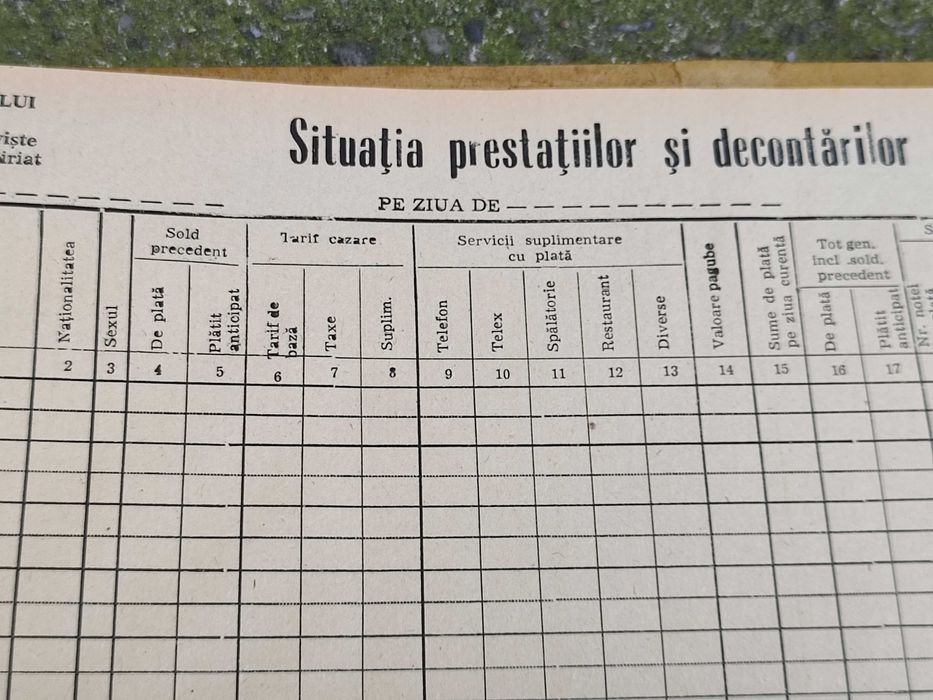 LUI
Situația prestațiilor și decontărilor
PE ZIUA DE
Naționalitatea
Sexul
Sold
precedent
De plată
Plătit
anticipat
Tarif cazare
Tarif de
bază
Taxe
Suplim.
Servicii suplimentare
cu plată
Telefon
Telex
Spălătorie
Restaurant
Diverse
Valoare pagube
Sume de plată
pe ziua curentă
Tot gen.
incl .sold.
precedent
De plată
Plătit
anticipat
Nr. notei
2 3 4 5 6 7 8 9 10 11 12 13 14 15 16 17